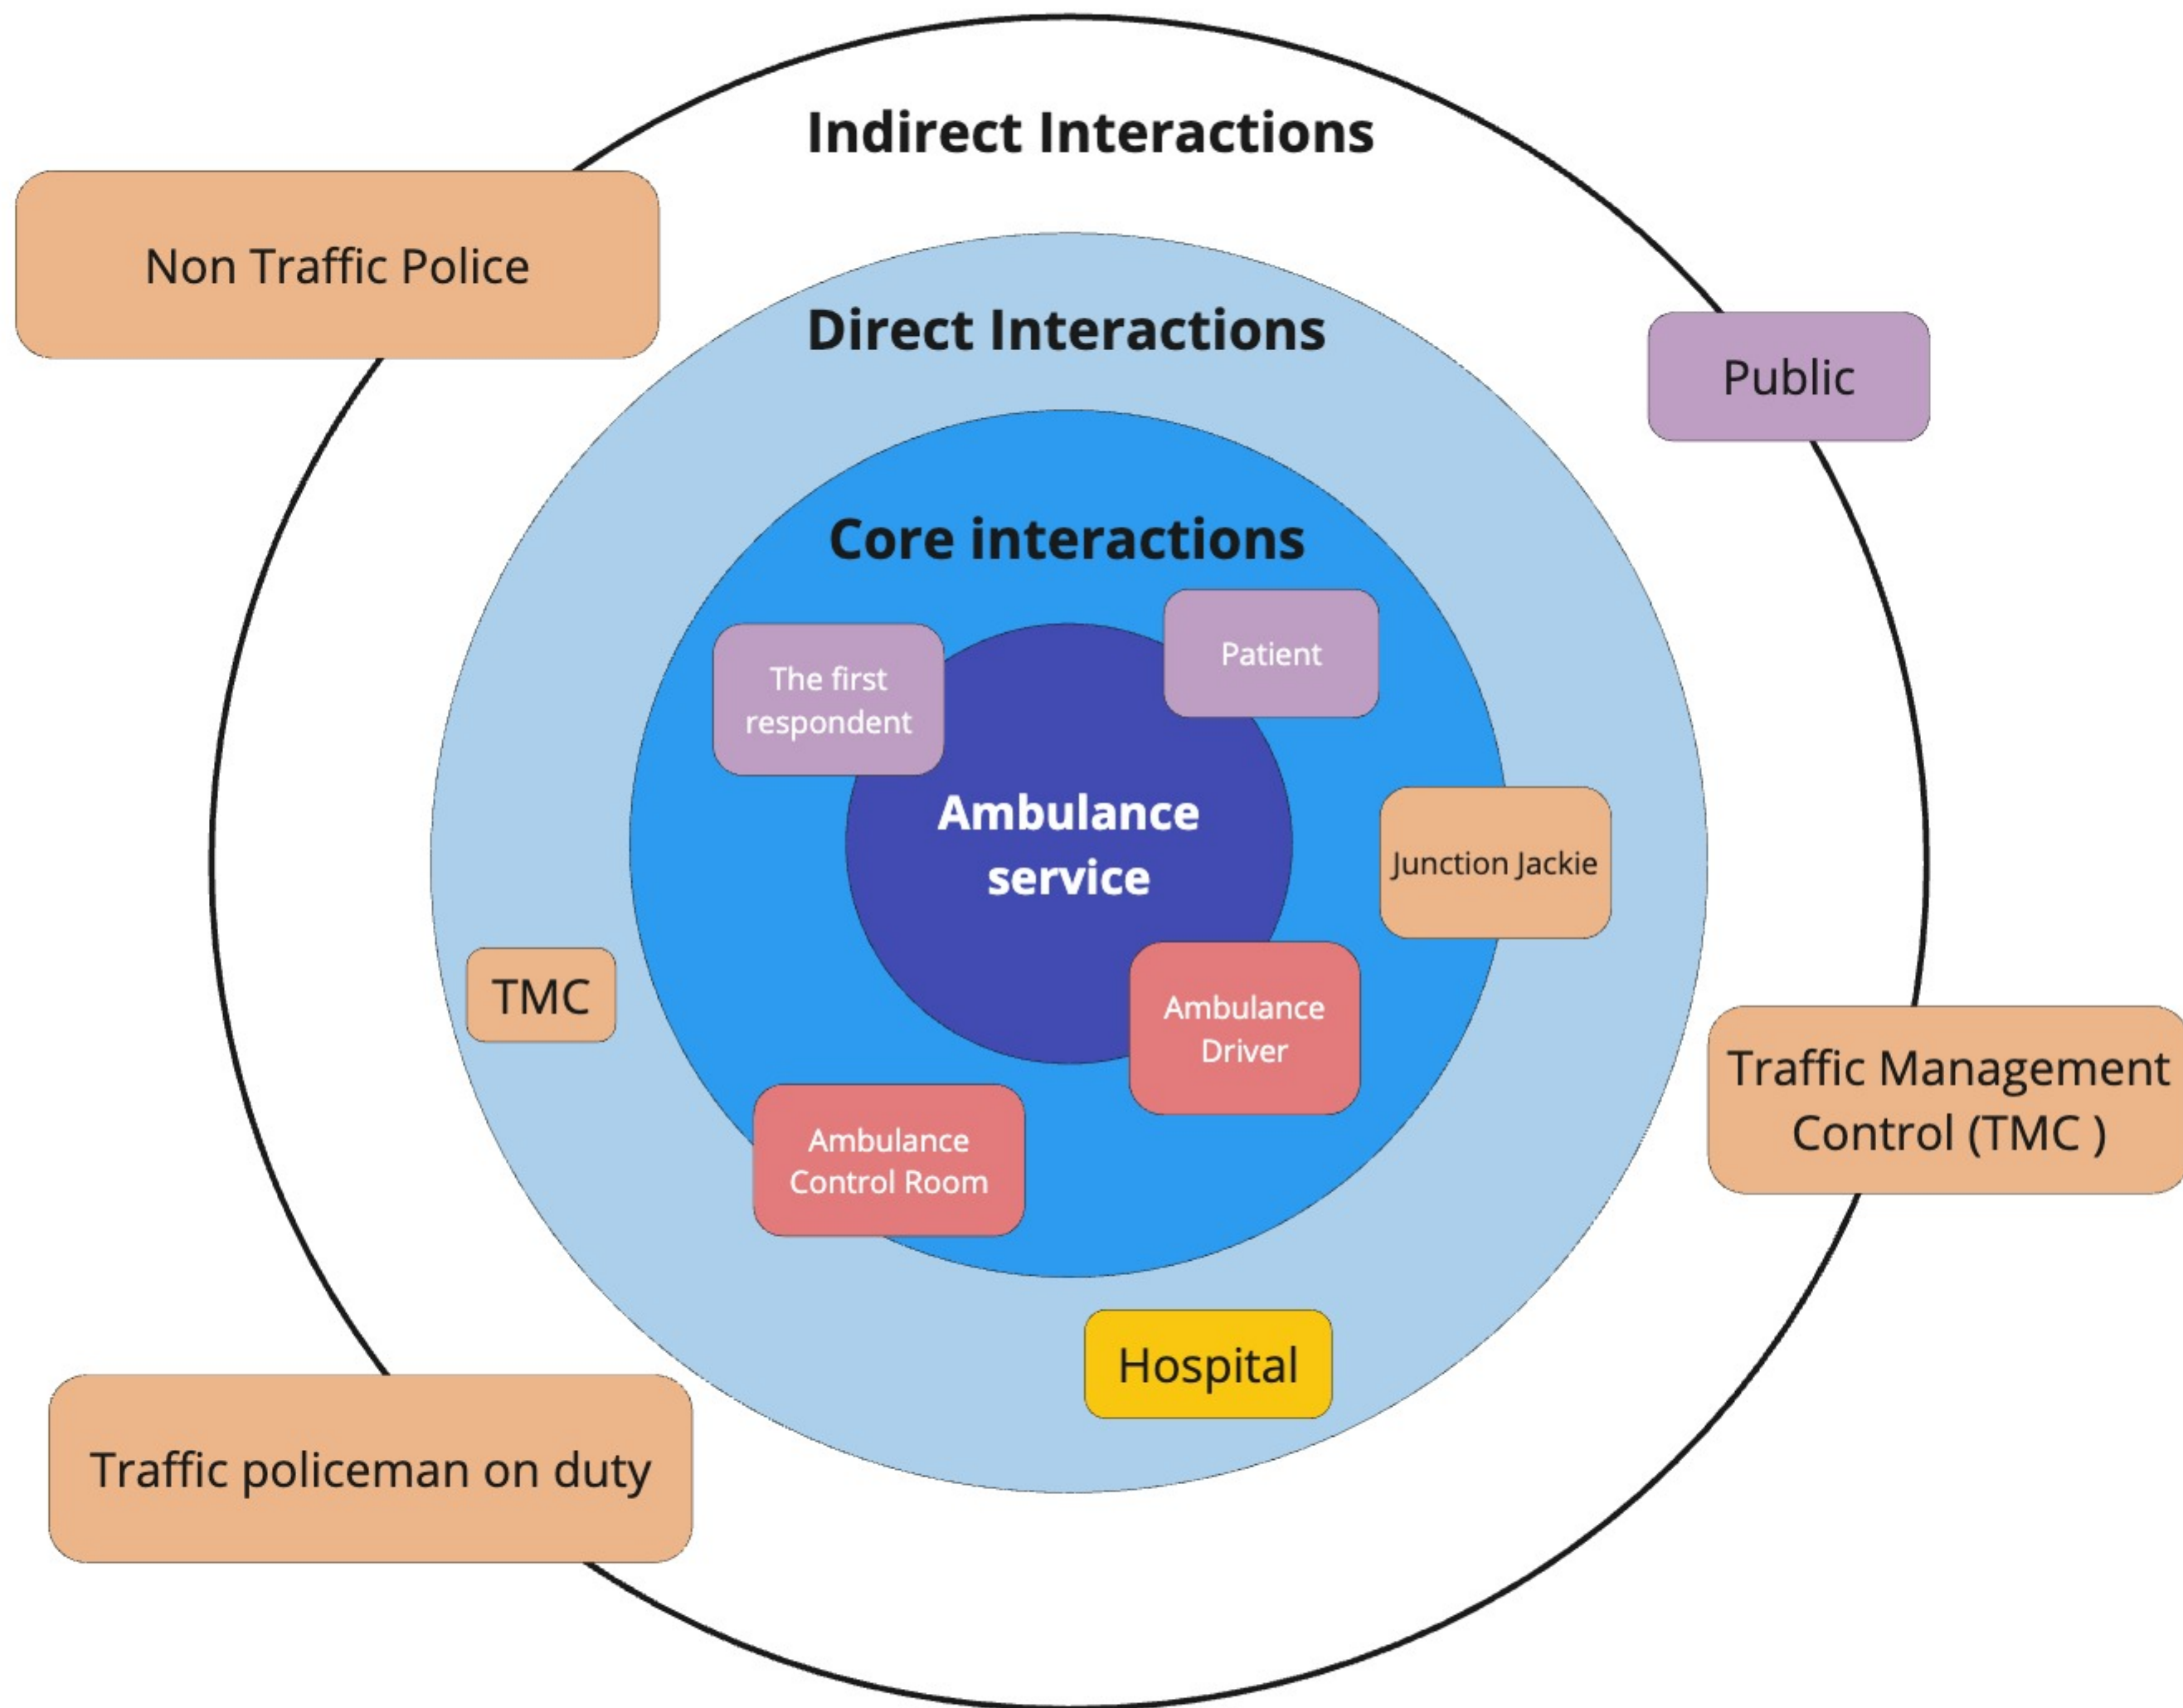 Indirect Interactions
Non Traffic Police
Direct Interactions
Public
Core interactions
The first
respondent
Patient
Ambulance
service
Junction Jackie
TMC
Ambulance
Driver
Traffic Management
Control (TMC )
Ambulance
Control Room
Hospital
Traffic policeman on duty